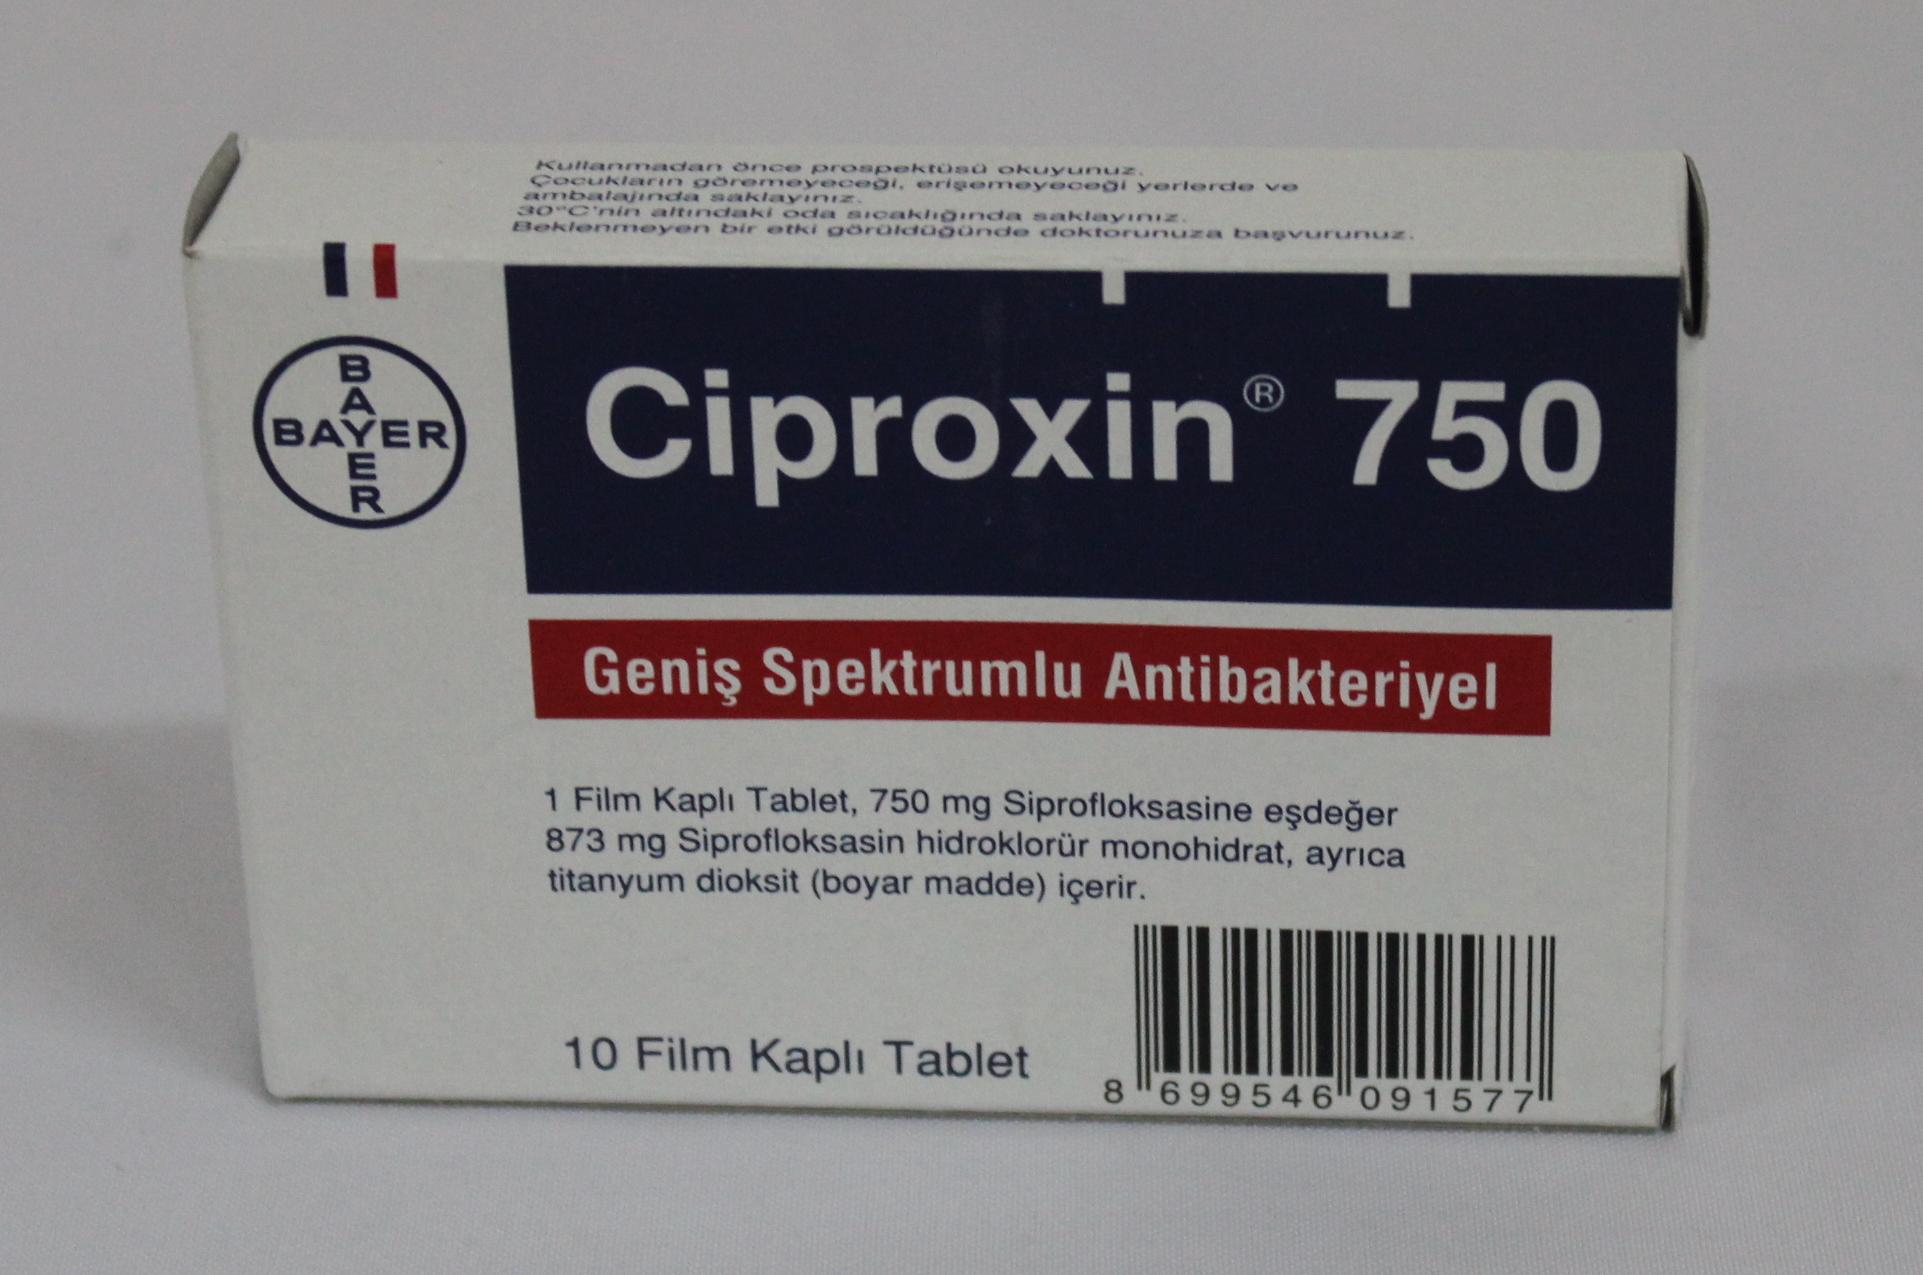 Kullanmadan önce prospektüsü okuyunuz.
Çocukların göremeyeceği, erişemeyeceği yerlerde ve
ambalajında saklayınız.
30°C'nin altındaki oda sıcaklığında saklayınız.
Beklenmeyen bir etki görüldüğünde doktorunuza başvurunuz.
BAYER
BAYER
Ciproxin® 750
Geniş Spektrumlu Antibakteriyel
1 Film Kaplı Tablet, 750 mg Siprofloksasine eşdeğer
873 mg Siprofloksasin hidroklorür monohidrat, ayrıca
titanyum dioksit (boyar madde) içerir.
10 Film Kaplı Tablet
8 699546 091577